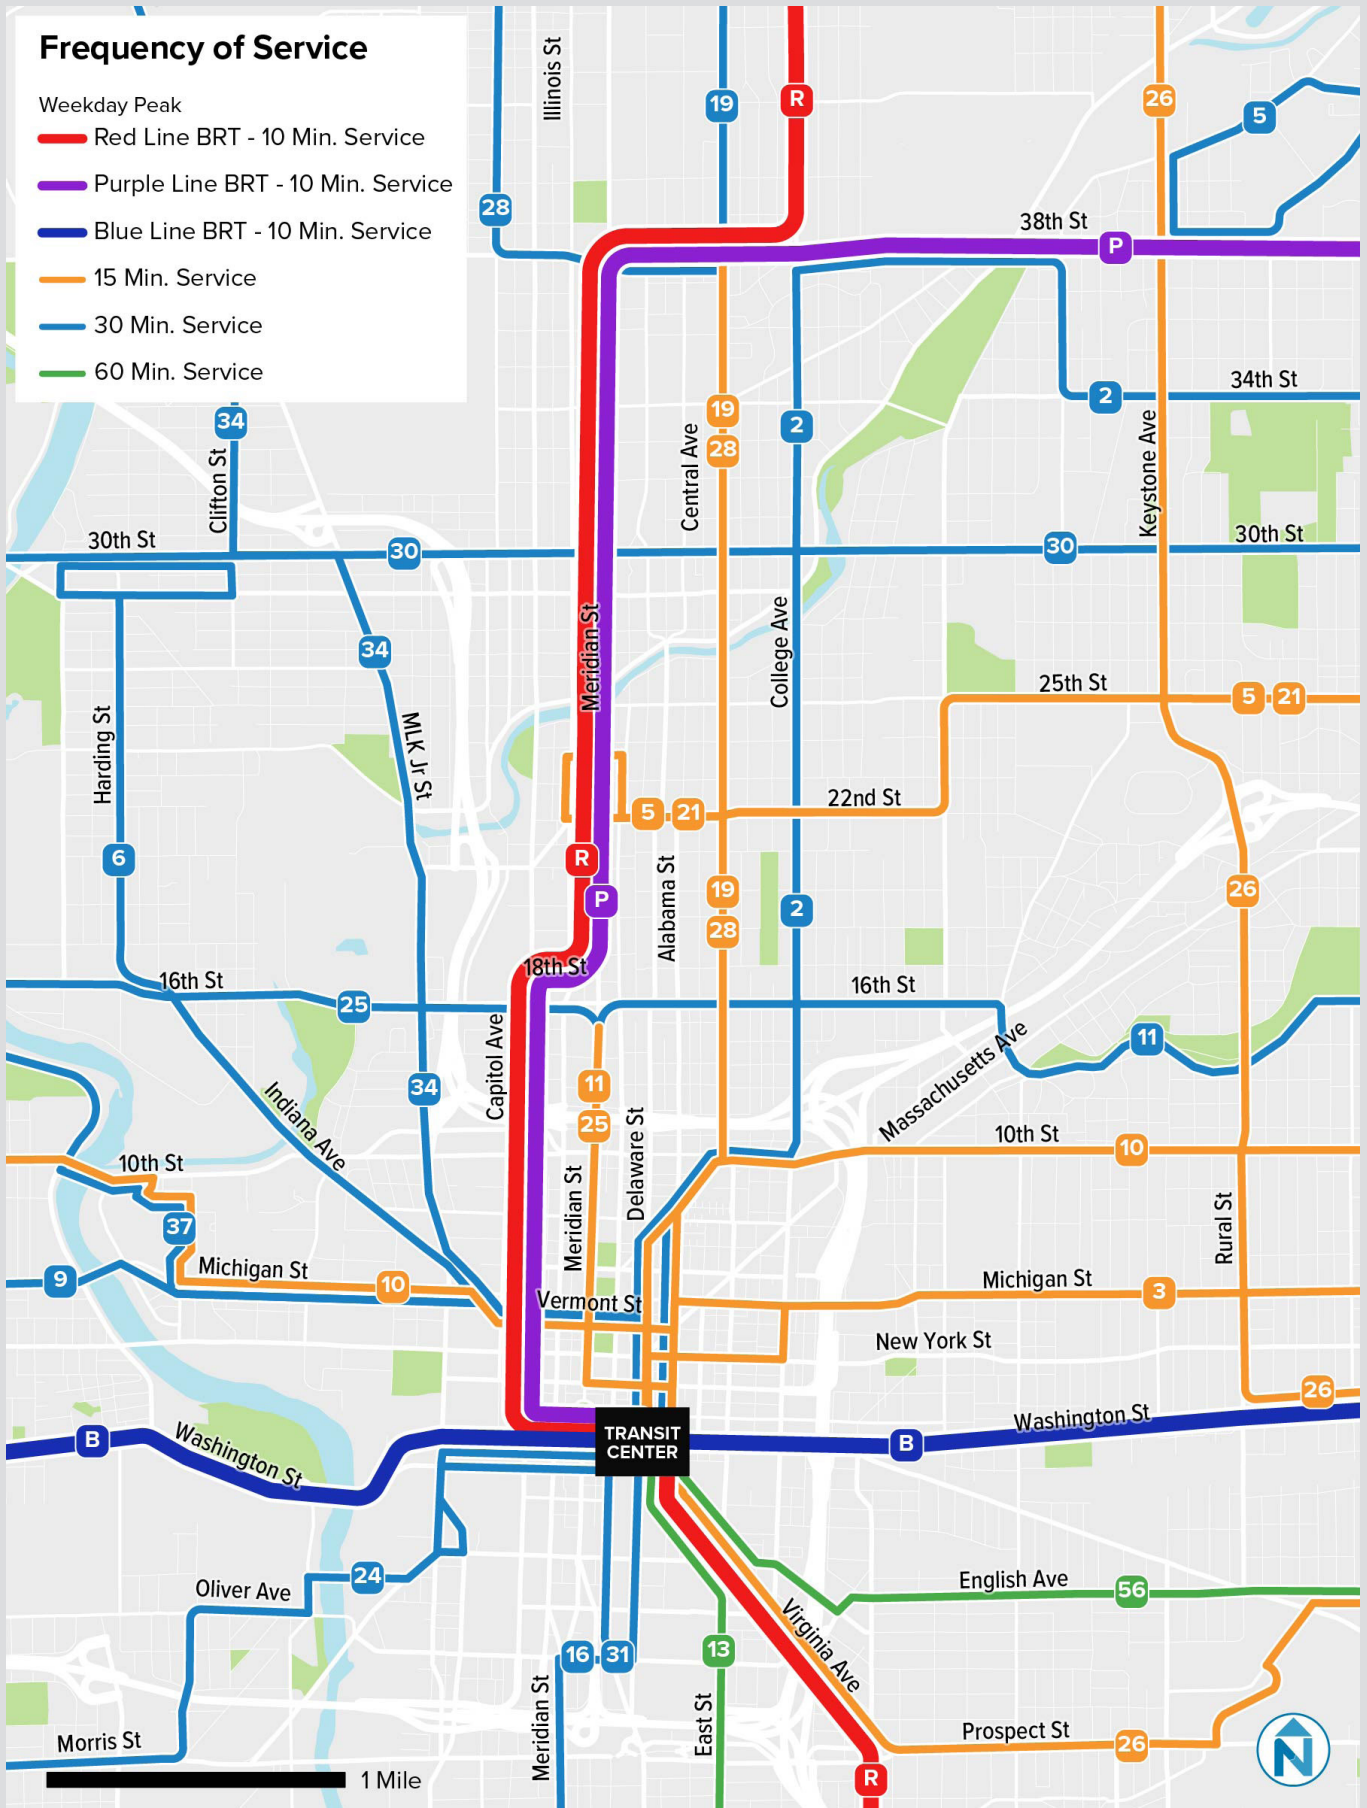 Frequency of Service
Weekday Peak
Red Line BRT - 10 Min. Service
Purple Line BRT - 10 Min. Service
Blue Line BRT - 10 Min. Service
15 Min. Service
30 Min. Service
60 Min. Service
Illinois St
19
R
26
5
28
38th St
P
34th St
34
19
2
2
28
Clifton St
Central Ave
Keystone Ave
30th St
30
30
30th St
Meridian St
College Ave
34
25th St
5
21
Harding St
MLK Jr St
5
21
22nd St
6
R
P
Alabama St
19
28
2
26
18th St
16th St
25
16th St
Capitol Ave
Massachusetts Ave
11
34
11
25
Indiana Ave
Delaware St
10th St
10
10th St
Meridian St
Rural St
37
9
Michigan St
10
Vermont St
Michigan St
3
New York St
26
B
Washington St
TRANSIT
CENTER
B
Washington St
24
Oliver Ave
English Ave
56
Virginia Ave
16
31
13
Meridian St
East St
Morris St
Prospect St
26
N
1 Mile
R